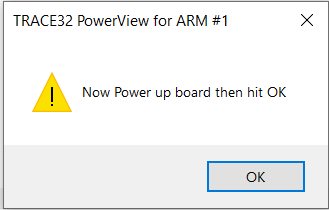 TRACE32 PowerView for ARM #1
Now Power up board then hit OK
OK